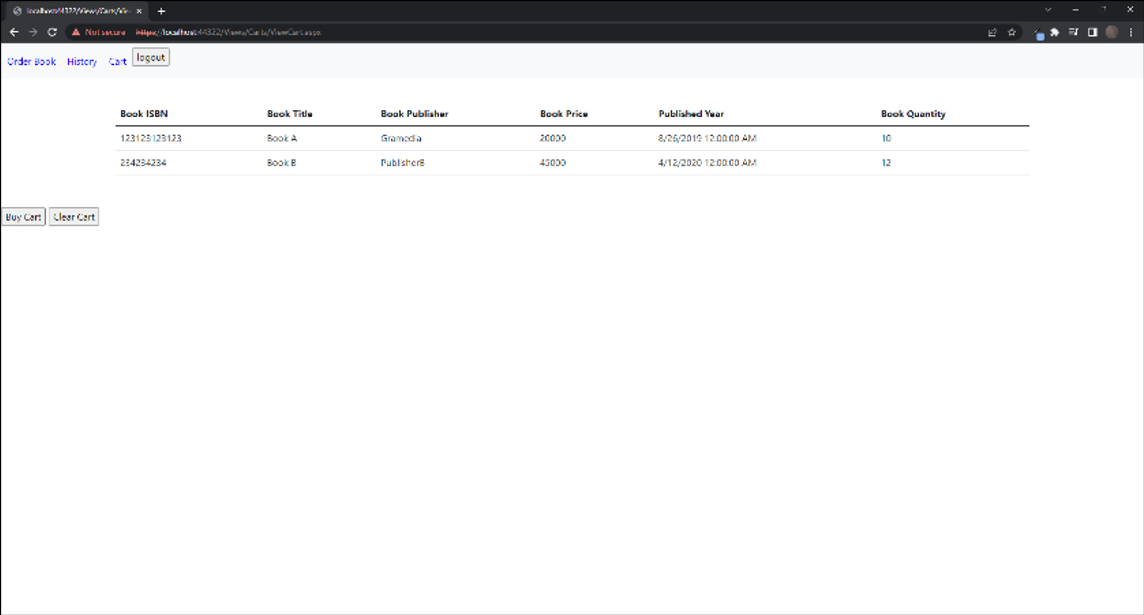 localhost:44322/Views/Carts/Vie
Not secure https://localhost:44322/Views/Carts/ViewCart.aspx
Order Book History Cart logout
Book ISBN Book Title Book Publisher Book Price Published Year Book Quantity
123123123123 Book A Gramedia 20000 8/26/2019 12:00:00 AM 10
234234234 Book B PublisherB 45000 4/12/2020 12:00:00 AM 12
Buy Cart Clear Cart